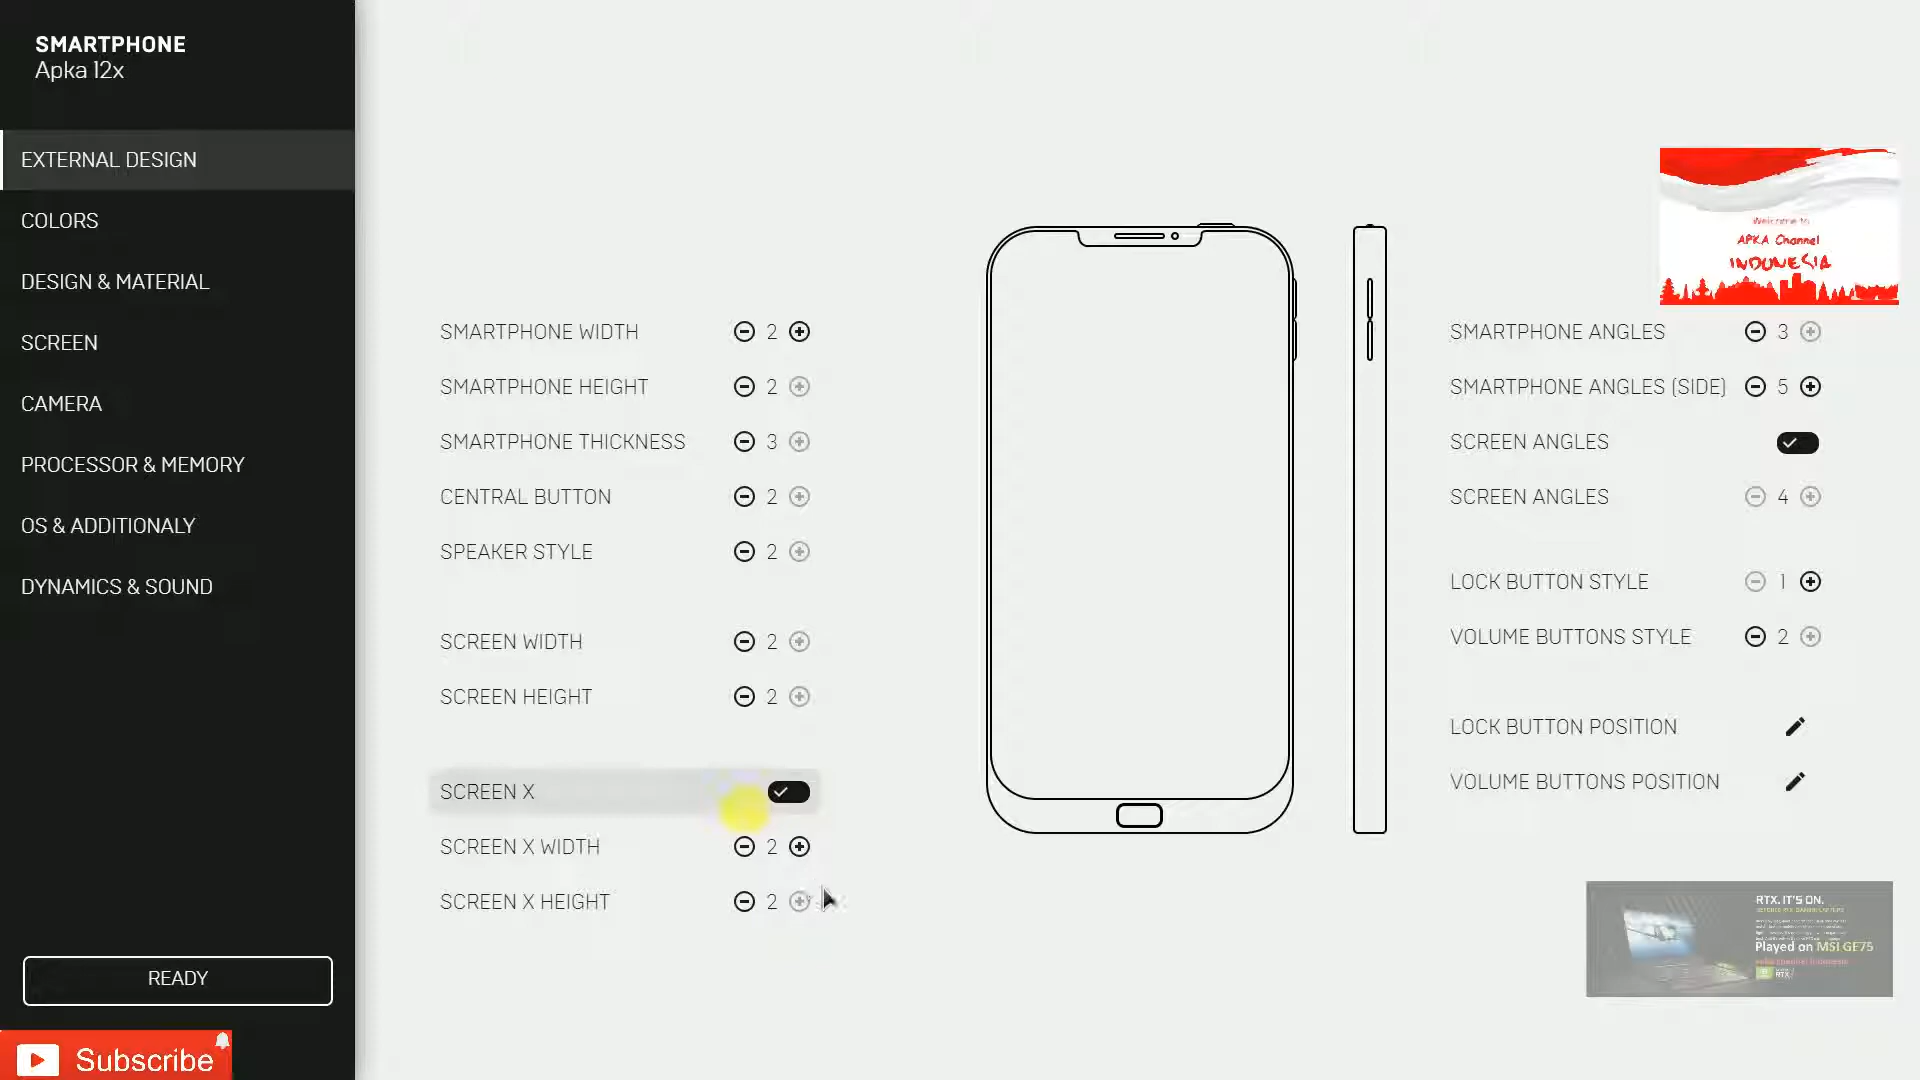 SMARTPHONE
Apka 12x
EXTERNAL DESIGN
COLORS
DESIGN & MATERIAL
SCREEN
CAMERA
PROCESSOR & MEMORY
OS & ADDITIONALY
DYNAMICS & SOUND
READY
Subscribe
SMARTPHONE WIDTH 2
SMARTPHONE HEIGHT 2
SMARTPHONE THICKNESS 3
CENTRAL BUTTON 2
SPEAKER STYLE 2
SCREEN WIDTH 2
SCREEN HEIGHT 2
SCREEN X
SCREEN X WIDTH 2
SCREEN X HEIGHT 2
Welcome to
APKA Channel
INDONESIA
SMARTPHONE ANGLES 3
SMARTPHONE ANGLES (SIDE) 5
SCREEN ANGLES
SCREEN ANGLES 4
LOCK BUTTON STYLE 1
VOLUME BUTTONS STYLE 2
LOCK BUTTON POSITION
VOLUME BUTTONS POSITION
RTX. IT'S ON.
Played on MSI GE75
RTX